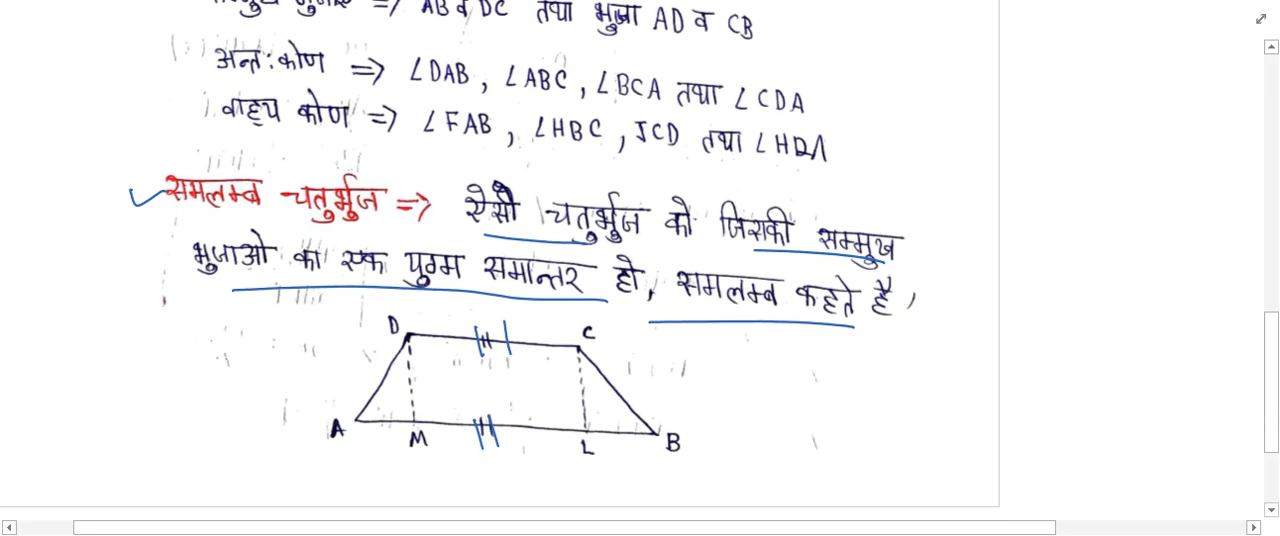 => AB व DC तथा भुजा AD व CB
अन्त:कोण => ∠DAB, ∠ABC, ∠BCA तथा ∠CDA
वाह्य कोण => ∠FAB, ∠HBC, JCD तथा ∠HDA
समलम्ब चतुर्भुज => ऐसी चतुर्भुज को जिसकी सम्मुख
भुजाओ का एक युग्म समान्तर हो, समलम्ब कहते है,
D C
A M L B